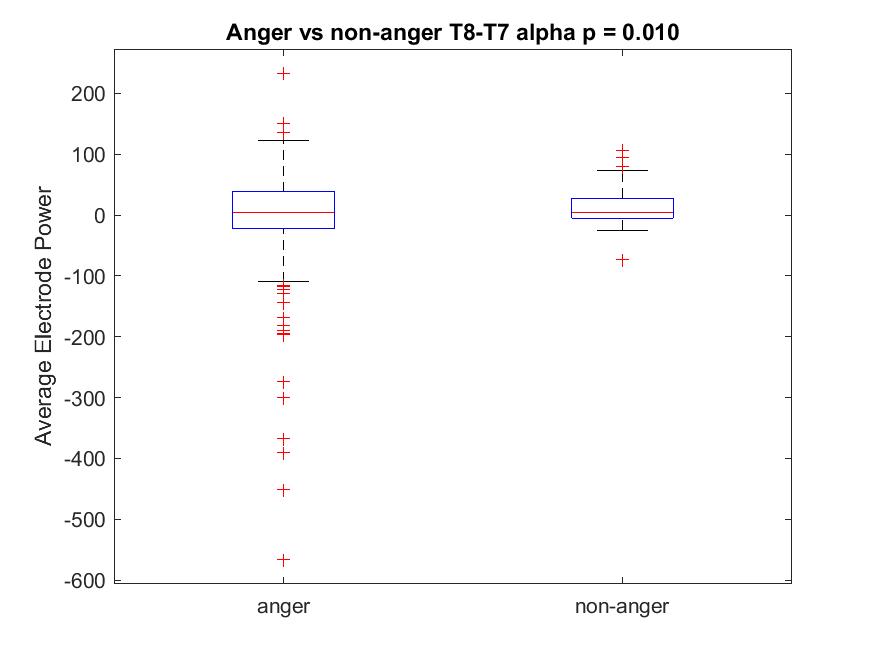 Anger vs non-anger T8-T7 alpha p = 0.010
Average Electrode Power
200
100
0
-100
-200
-300
-400
-500
-600
anger
non-anger